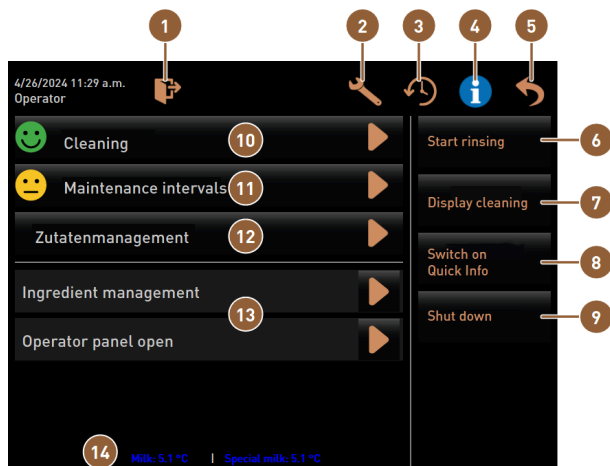 1
2
3
4
5
4/26/2024 11:29 a.m.
Operator
Cleaning
10
Start rinsing
6
Maintenance intervals
11
Display cleaning
7
Zutatenmanagement
12
Switch on
Quick Info
8
Ingredient management
13
Shut down
9
Operator panel open
14
Milk: 5.1 °C | Special milk: 5.1 °C